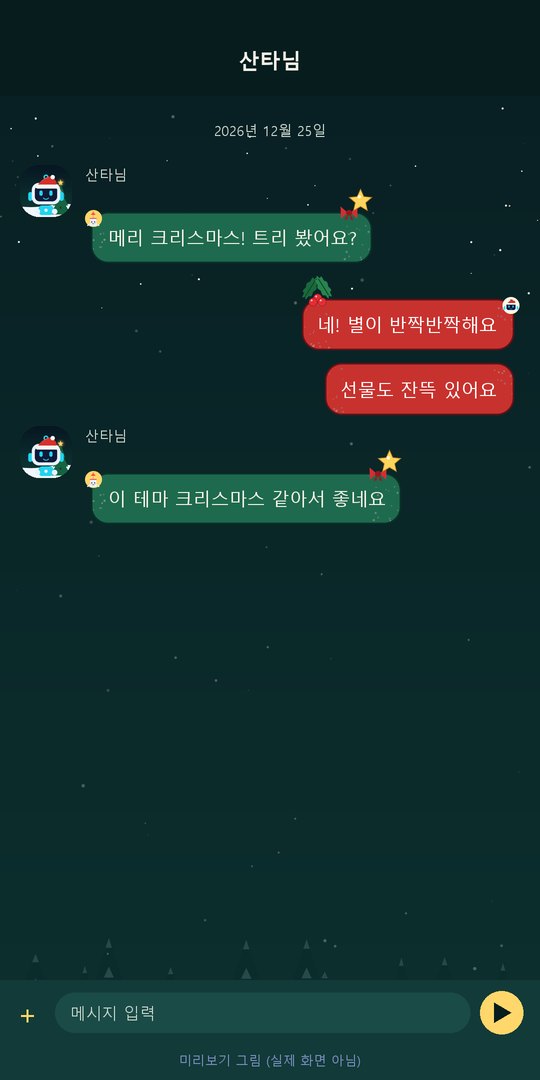 산타님
2026년 12월 25일
산타님
메리 크리스마스! 트리 봤어요?
네! 별이 반짝반짝해요
선물도 잔뜩 있어요
산타님
이 테마 크리스마스 같아서 좋네요
+ 메시지 입력
미리보기 그림 (실제 화면 아님)